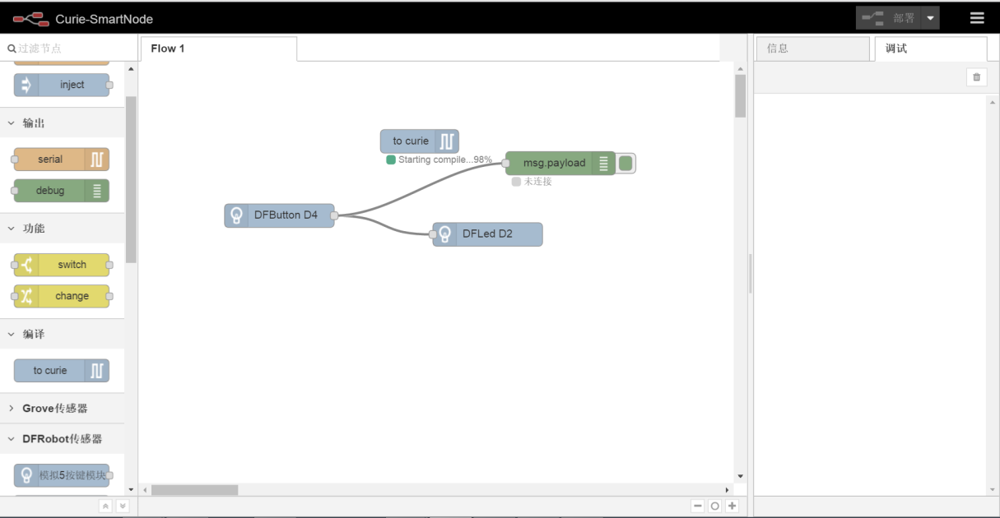 Curie-SmartNode
部署
过滤节点
Flow 1
信息
调试
inject
输出
serial
debug
功能
switch
change
编译
to curie
Grove传感器
DFRobot传感器
模拟5按键模块
to curie
Starting compile...98%
msg.payload
未连接
DFButton D4
DFLed D2